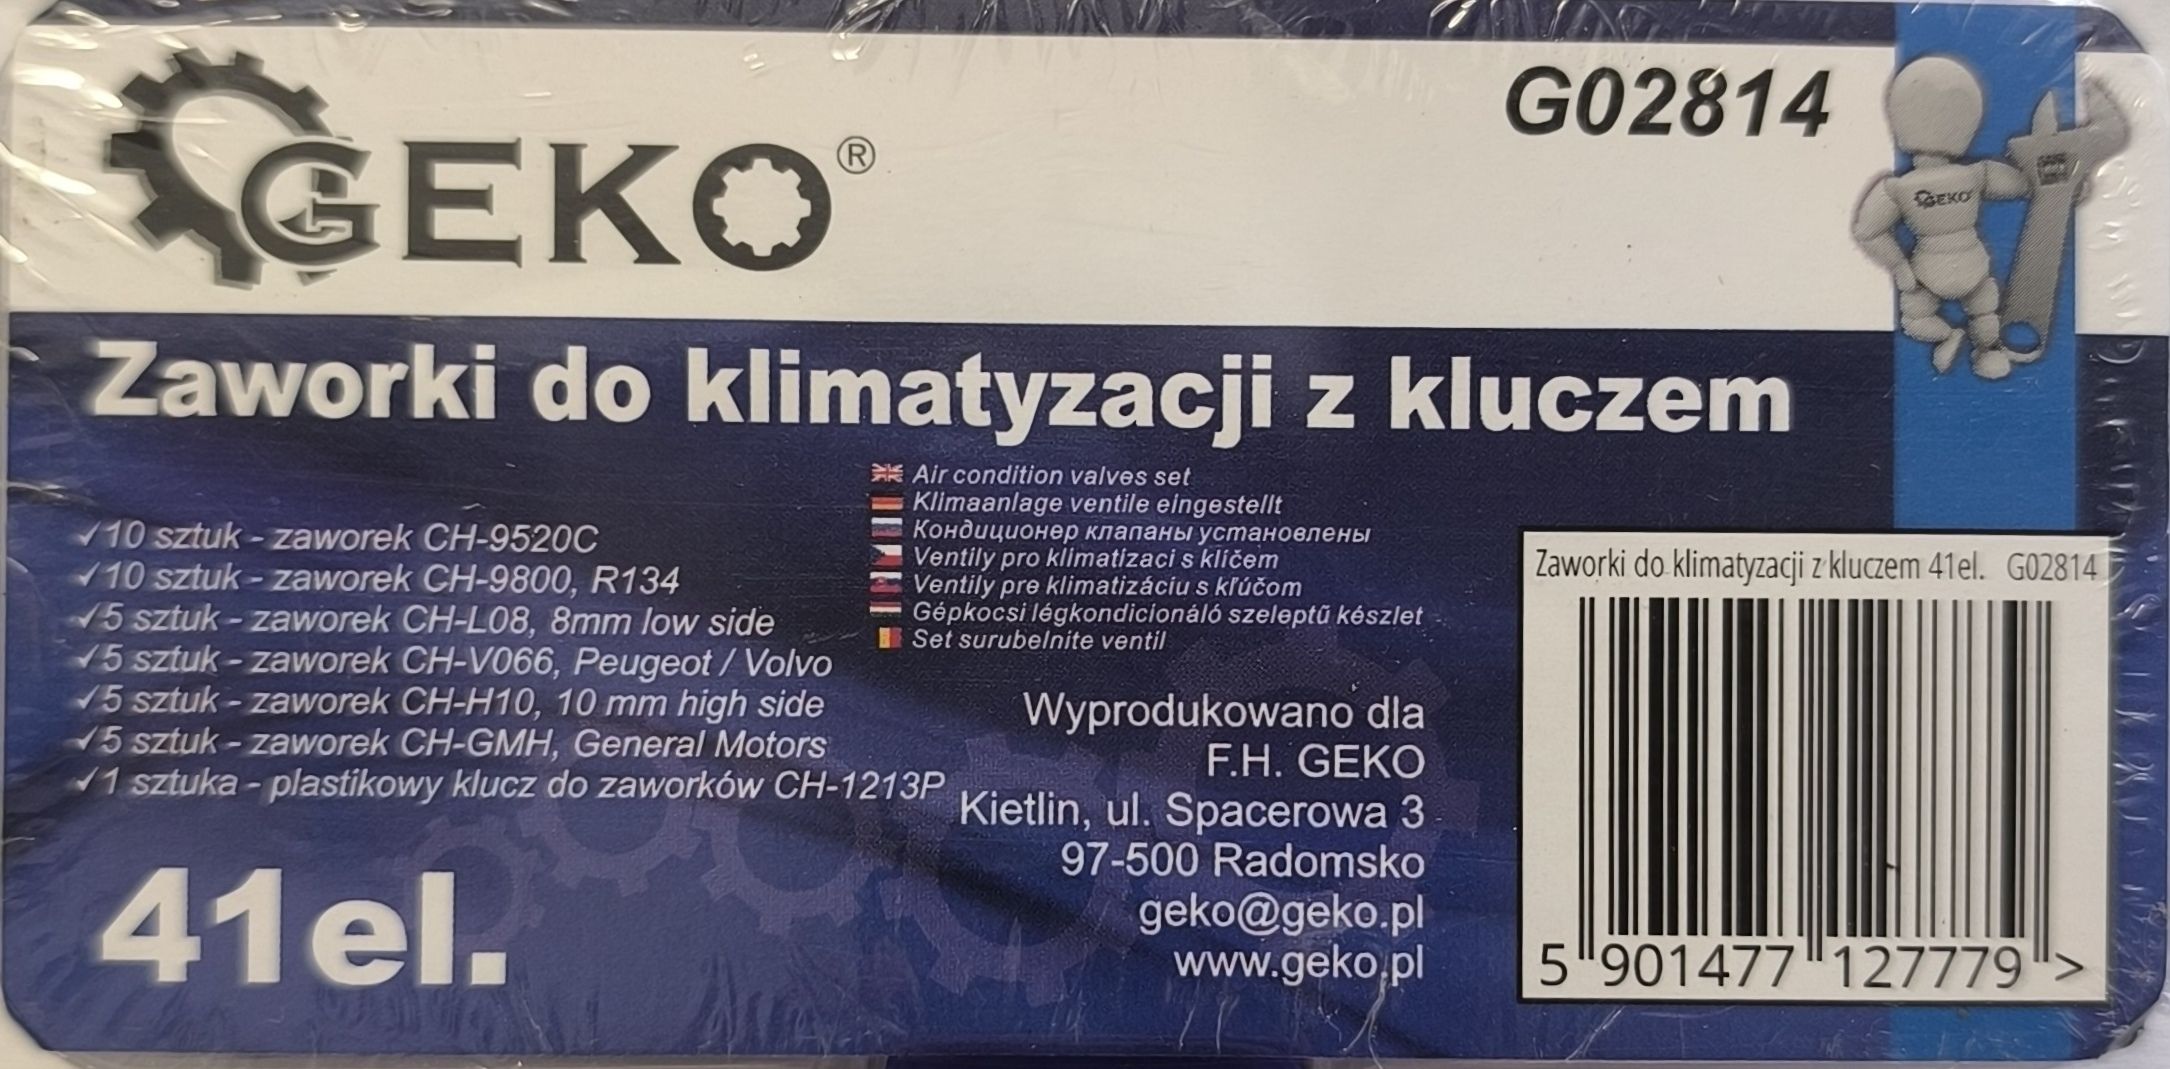 GEKO®
G02814
GEKO
Zaworki do klimatyzacji z kluczem
Air condition valves set
Klimaanlage ventile eingestellt
Кондиционер клапаны установлены
Ventily pro klimatizaci s klíčem
Ventily pre klimatizáciu s kľúčom
Gépkocsi légkondicionáló szeleptű készlet
Set surubelnite ventil
✓10 sztuk - zaworek CH-9520C
✓10 sztuk - zaworek CH-9800, R134
✓5 sztuk - zaworek CH-L08, 8mm low side
✓5 sztuk - zaworek CH-V066, Peugeot / Volvo
✓5 sztuk - zaworek CH-H10, 10 mm high side
✓5 sztuk - zaworek CH-GMH, General Motors
✓1 sztuka - plastikowy klucz do zaworków CH-1213P
41el.
Wyprodukowano dla
F.H. GEKO
Kietlin, ul. Spacerowa 3
97-500 Radomsko
geko@geko.pl
www.geko.pl
Zaworki do klimatyzacji z kluczem 41el. G02814
5 901477 127779 >